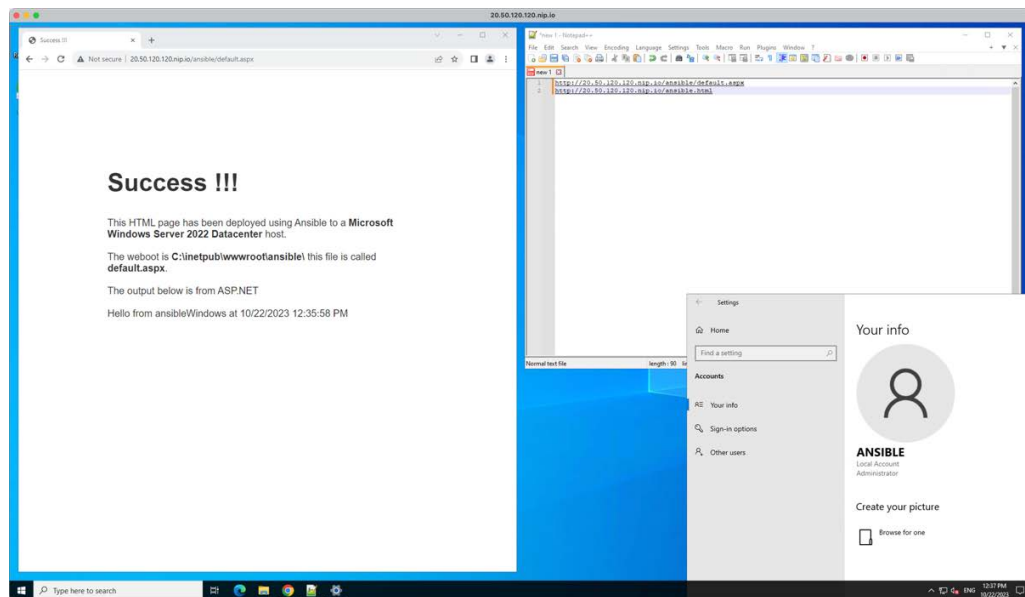 20.50.120.120.nip.io
Success !!!
Not secure | 20.50.120.120.nip.io/ansible/default.aspx
Success !!!
This HTML page has been deployed using Ansible to a Microsoft
Windows Server 2022 Datacenter host.
The weboot is C:\inetpub\wwwroot\ansible\ this file is called
default.aspx.
The output below is from ASP.NET
Hello from ansibleWindows at 10/22/2023 12:35:58 PM
*new 1 - Notepad++
File Edit Search View Encoding Language Settings Tools Macro Run Plugins Window ?
new 1
1 http://20.50.120.120.nip.io/ansible/default.aspx
2 http://20.50.120.120.nip.io/ansible.html
Normal text file length : 90
Settings
Home
Find a setting
Accounts
Your info
Sign-in options
Other users
Your info
ANSIBLE
Local Account
Administrator
Create your picture
Browse for one
Type here to search
ENG
12:37 PM
10/22/2023